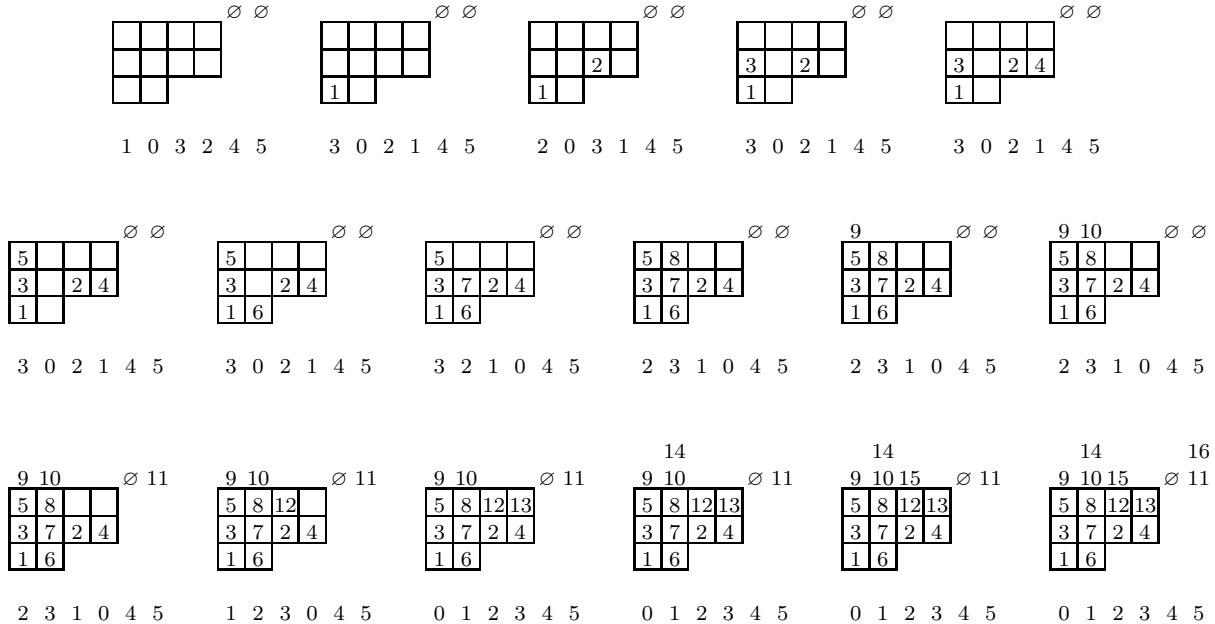 ∅ ∅ ∅ ∅ ∅ ∅ ∅ ∅ ∅ ∅
2 3 2 3 2 4
1 1 1 1
1 0 3 2 4 5 3 0 2 1 4 5 2 0 3 1 4 5 3 0 2 1 4 5 3 0 2 1 4 5
∅ ∅ ∅ ∅ ∅ ∅ ∅ ∅ 9 ∅ ∅ 9 10 ∅ ∅
5 5 5 5 8 5 8 5 8
3 2 4 3 2 4 3 7 2 4 3 7 2 4 3 7 2 4 3 7 2 4
1 1 6 1 6 1 6 1 6 1 6
3 0 2 1 4 5 3 0 2 1 4 5 3 2 1 0 4 5 2 3 1 0 4 5 2 3 1 0 4 5 2 3 1 0 4 5
14 14 14 16
9 10 ∅ 11 9 10 ∅ 11 9 10 ∅ 11 9 10 ∅ 11 9 10 15 ∅ 11 9 10 15 ∅ 11
5 8 5 8 12 5 8 12 13 5 8 12 13 5 8 12 13 5 8 12 13
3 7 2 4 3 7 2 4 3 7 2 4 3 7 2 4 3 7 2 4 3 7 2 4
1 6 1 6 1 6 1 6 1 6 1 6
2 3 1 0 4 5 1 2 3 0 4 5 0 1 2 3 4 5 0 1 2 3 4 5 0 1 2 3 4 5 0 1 2 3 4 5